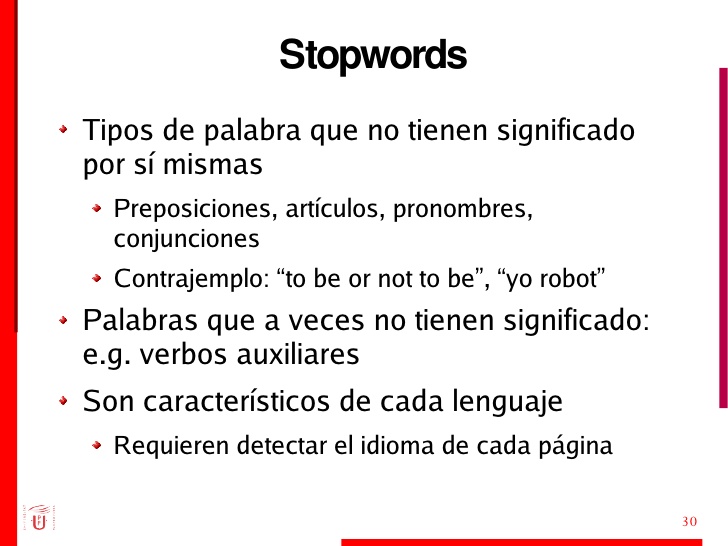 Stopwords
Tipos de palabra que no tienen significado
por sí mismas
Preposiciones, artículos, pronombres,
conjunciones
Contrajemplo: “to be or not to be”, “yo robot”
Palabras que a veces no tienen significado:
e.g. verbos auxiliares
Son característicos de cada lenguaje
Requieren detectar el idioma de cada página
30